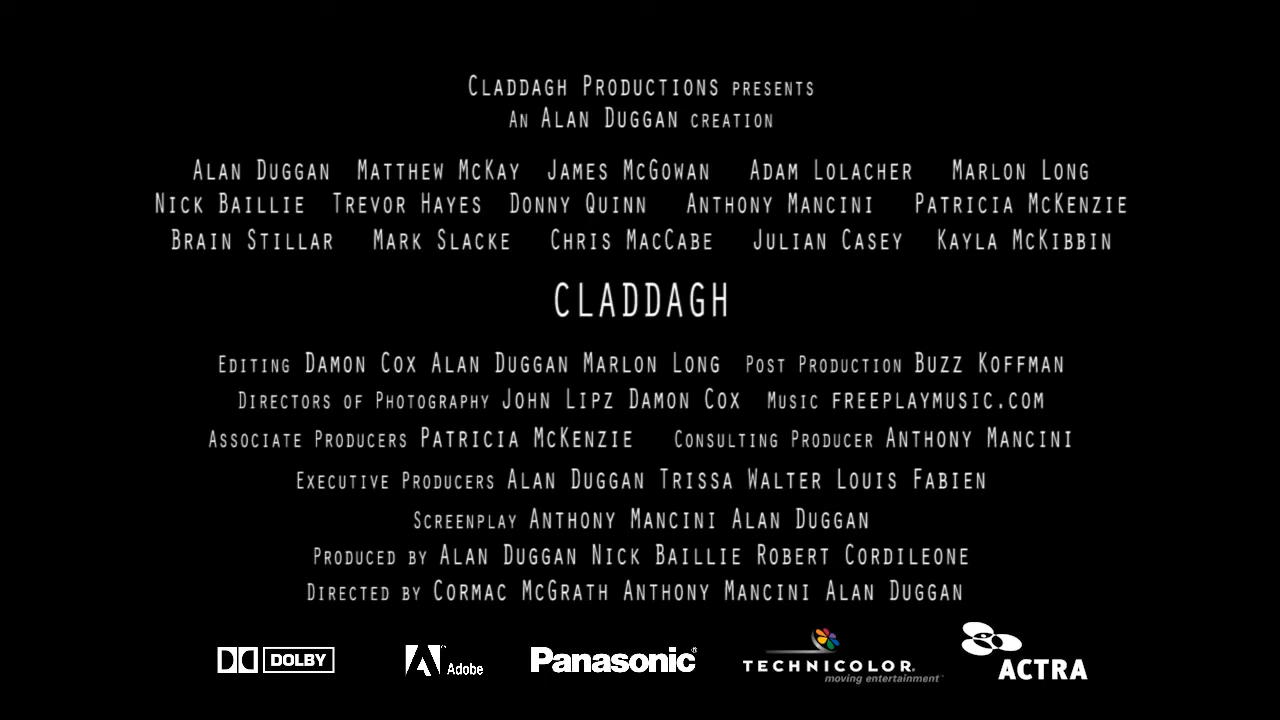 CLADDAGH PRODUCTIONS PRESENTS
AN ALAN DUGGAN CREATION
ALAN DUGGAN MATTHEW MCKAY JAMES MCGOWAN ADAM LOLACHER MARLON LONG
NICK BAILLIE TREVOR HAYES DONNY QUINN ANTHONY MANCINI PATRICIA MCKENZIE
BRAIN STILLAR MARK SLACKE CHRIS MACCABE JULIAN CASEY KAYLA MCKIBBIN
CLADDAGH
EDITING DAMON COX ALAN DUGGAN MARLON LONG POST PRODUCTION BUZZ KOFFMAN
DIRECTORS OF PHOTOGRAPHY JOHN LIPZ DAMON COX MUSIC FREEPLAYMUSIC.COM
ASSOCIATE PRODUCERS PATRICIA MCKENZIE CONSULTING PRODUCER ANTHONY MANCINI
EXECUTIVE PRODUCERS ALAN DUGGAN TRISSA WALTER LOUIS FABIEN
SCREENPLAY ANTHONY MANCINI ALAN DUGGAN
PRODUCED BY ALAN DUGGAN NICK BAILLIE ROBERT CORDILEONE
DIRECTED BY CORMAC MCGRATH ANTHONY MANCINI ALAN DUGGAN
DOLBY Adobe Panasonic® TECHNICOLOR® ACTRA
moving entertainment™